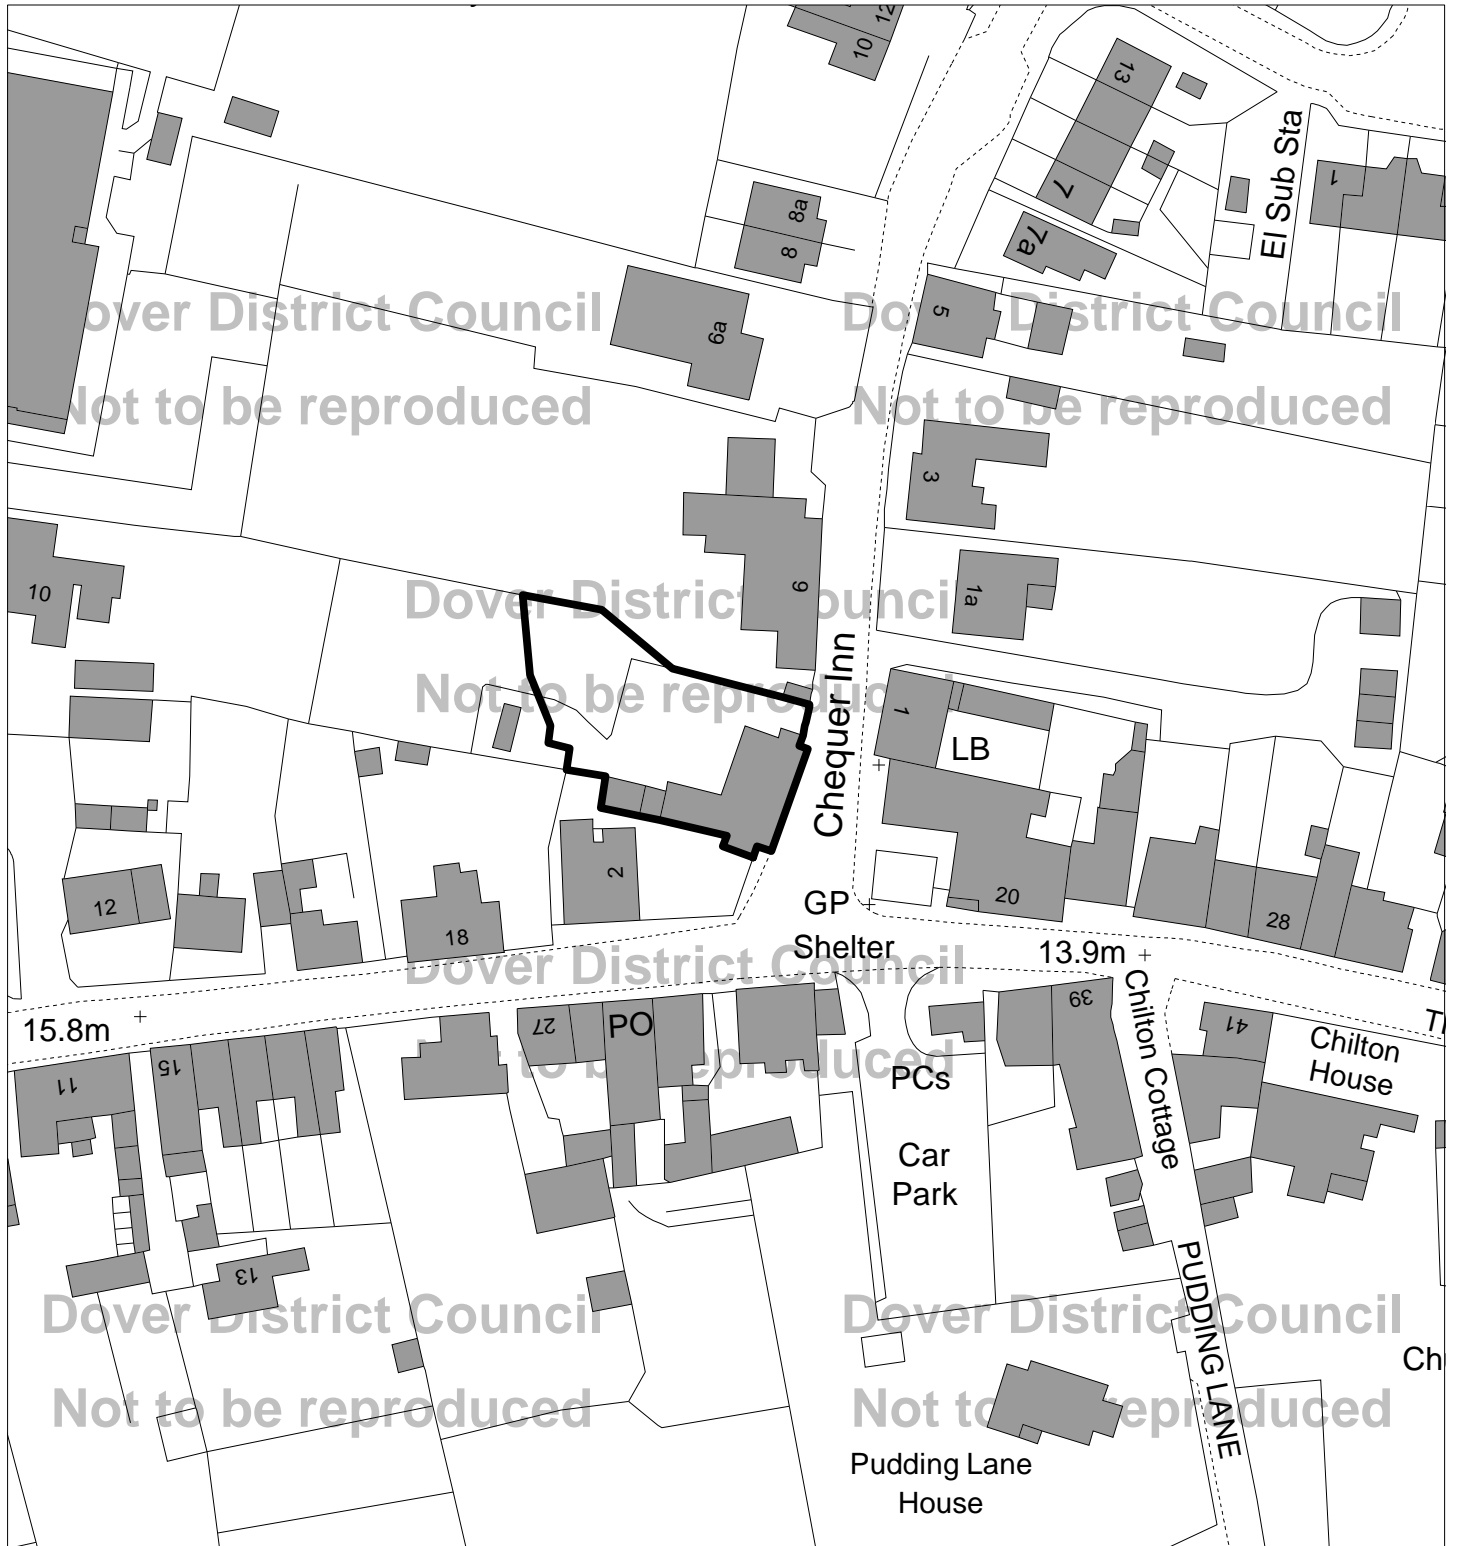 12
10
13
El Sub Sta
1
7
8a
8
7a
5
6a
Dover District Council
Dover District Council
Not to be reproduced
Not to be reproduced
3
10
9
1a
Dover District Council
Not to be reproduced
Chequer Inn
1
LB
2
12
18
20
28
GP
Shelter
13.9m
Dover District Council
15.8m
27
PO
39
Chilton Cottage
41
Chilton
House
11
15
Not to be reproduced
PCs
Car
Park
13
PUDDING LANE
Dover District Council
Dover District Council
Not to be reproduced
Not to be reproduced
Pudding Lane
House